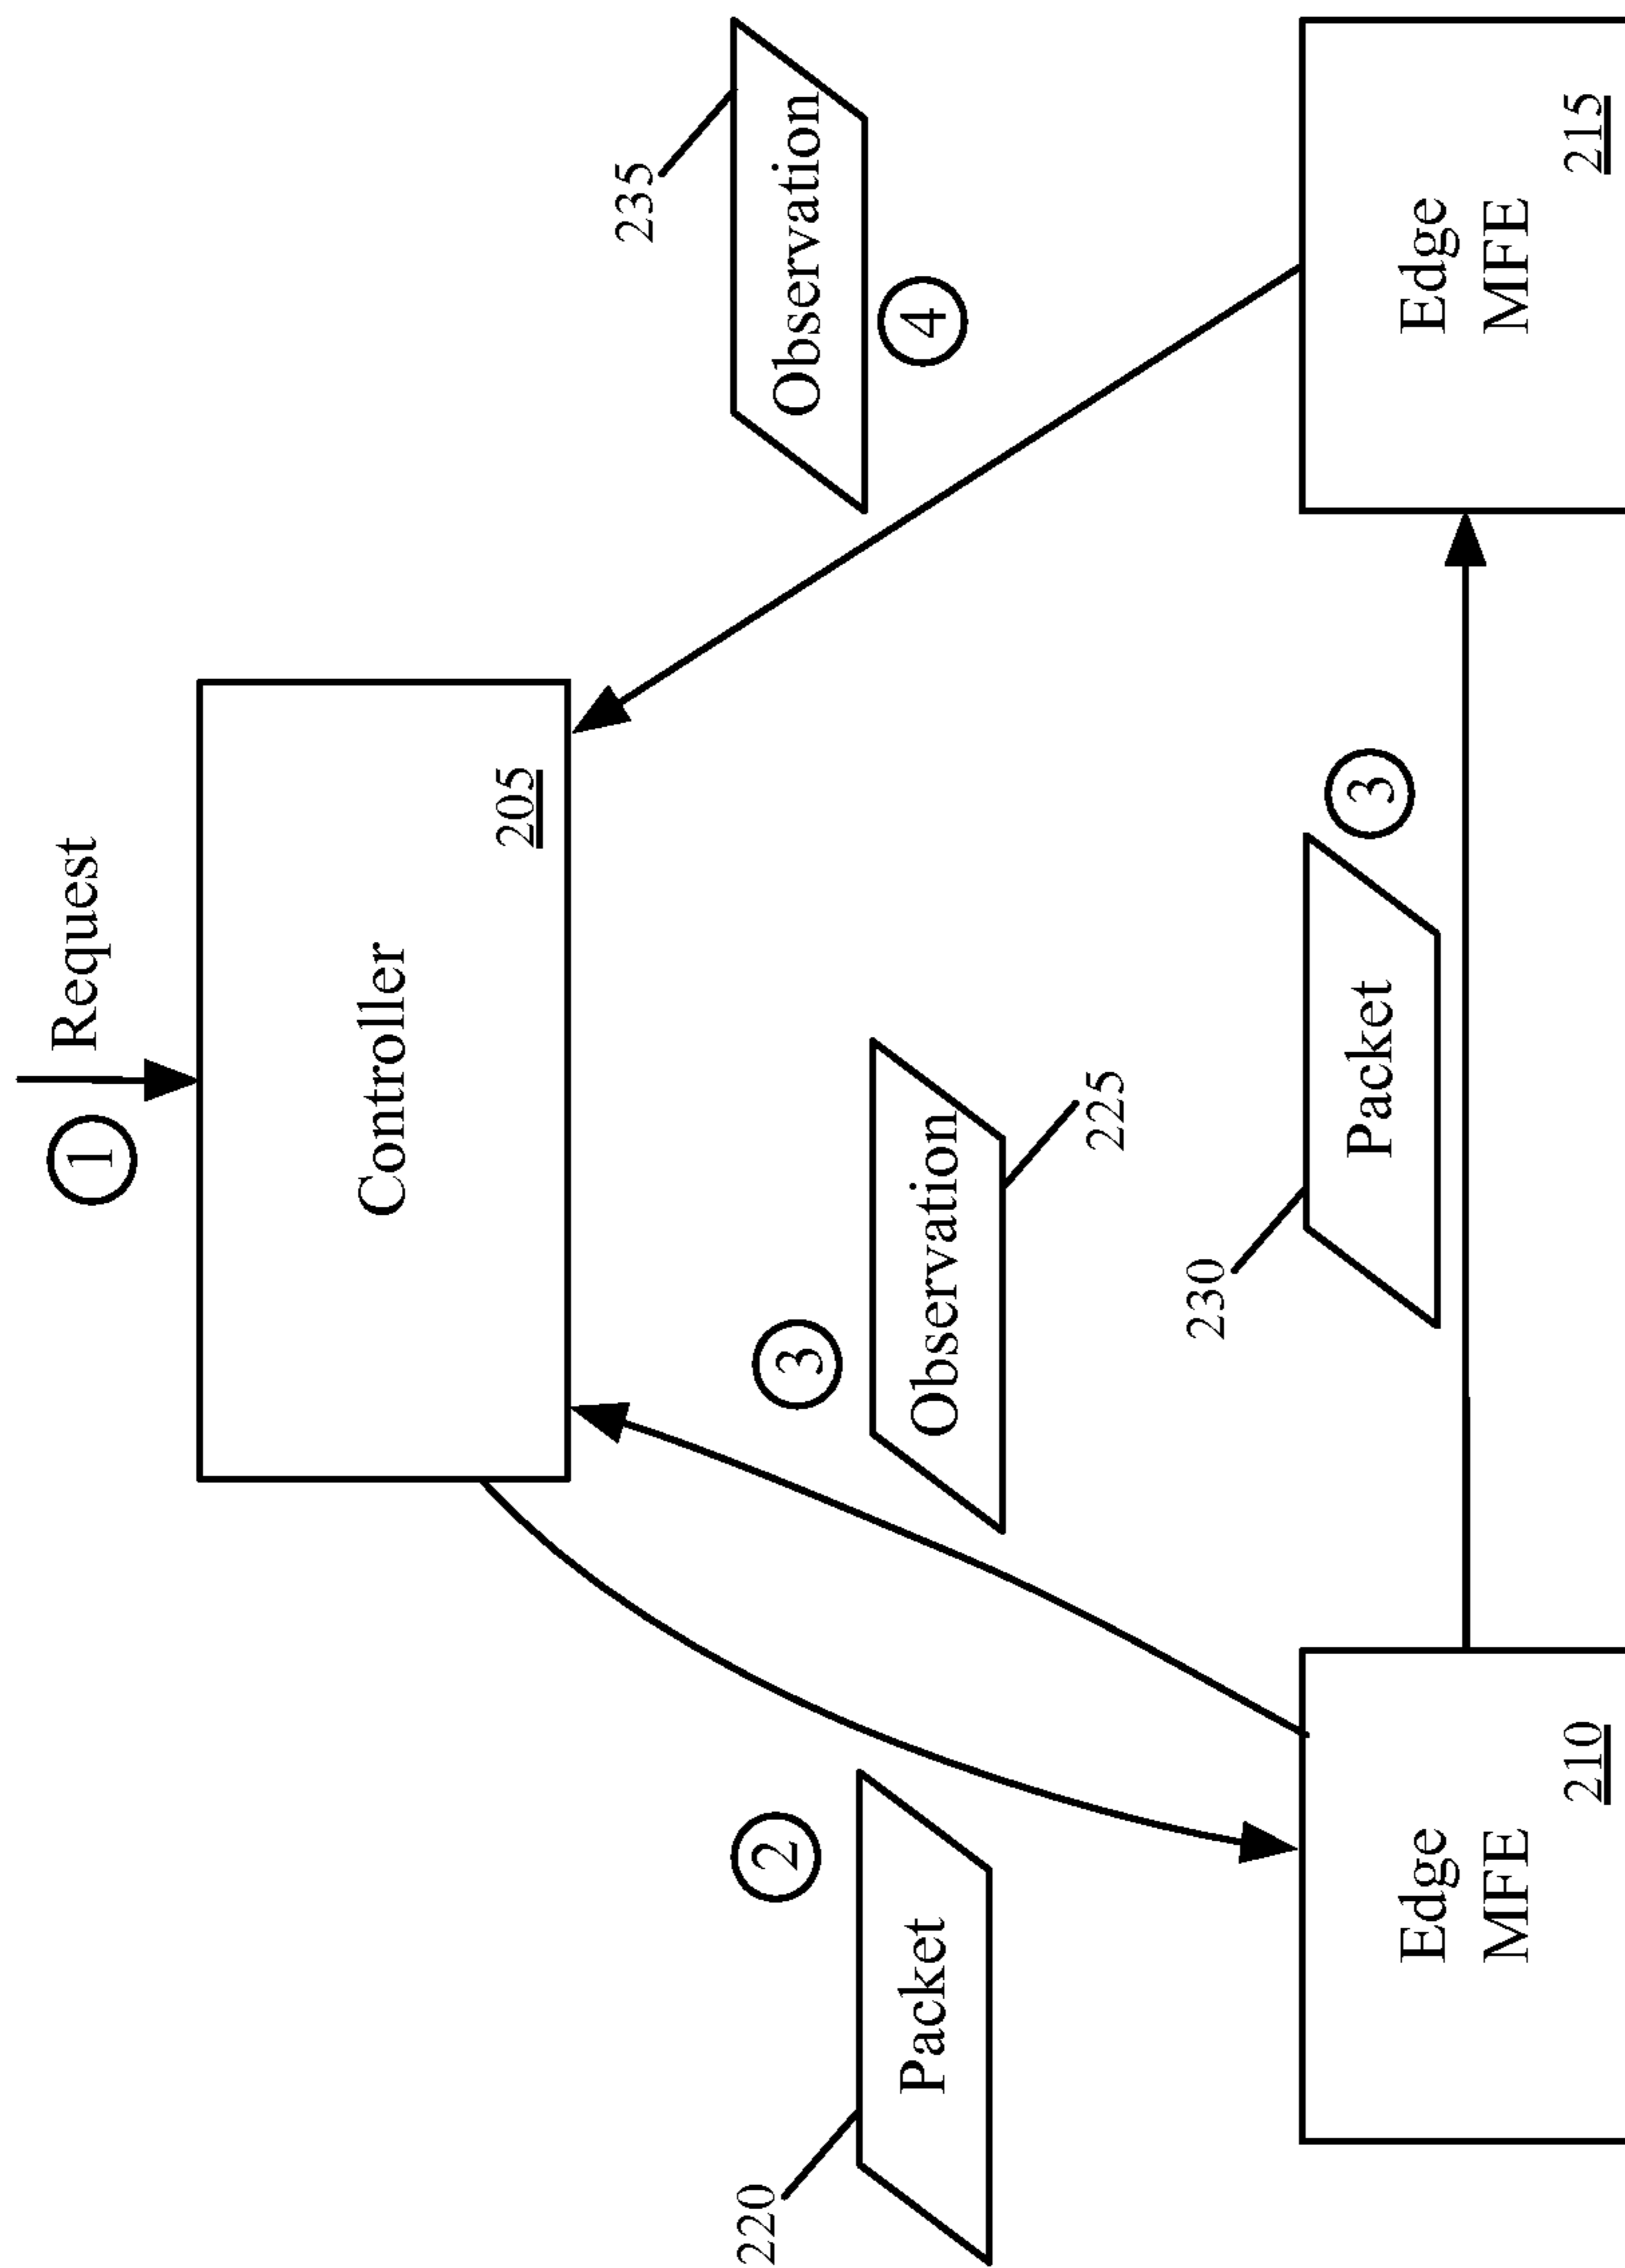 1
Request
Controller
205
2
220
Packet
3
Observation
225
235
Observation
4
230
Packet
3
Edge
MFE
210
Edge
MFE
215